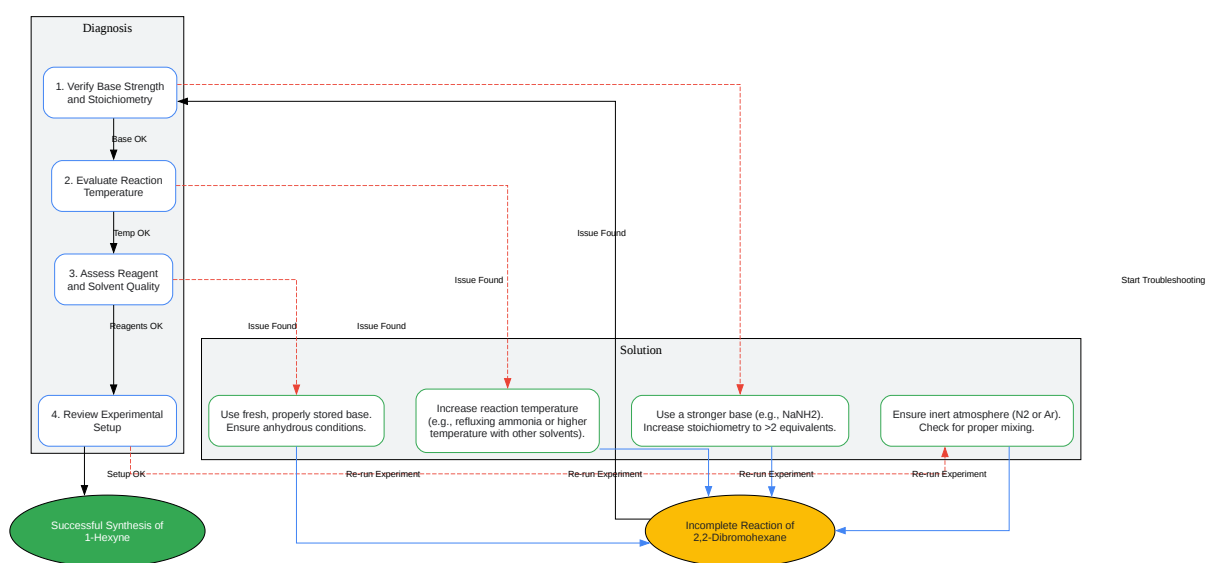 Diagnosis
1. Verify Base Strength
and Stoichiometry
Base OK
2. Evaluate Reaction
Temperature
Temp OK
Issue Found
3. Assess Reagent
and Solvent Quality
Issue Found
Start Troubleshooting
Reagents OK
Issue Found
Issue Found
Solution
4. Review Experimental
Setup
Use fresh, properly stored base.
Ensure anhydrous conditions.
Increase reaction temperature
(e.g., refluxing ammonia or higher
temperature with other solvents).
Use a stronger base (e.g., NaNH2).
Increase stoichiometry to >2 equivalents.
Ensure inert atmosphere (N2 or Ar).
Check for proper mixing.
Setup OK
Re-run Experiment
Re-run Experiment
Re-run Experiment
Re-run Experiment
Successful Synthesis of
1-Hexyne
Incomplete Reaction of
2,2-Dibromohexane